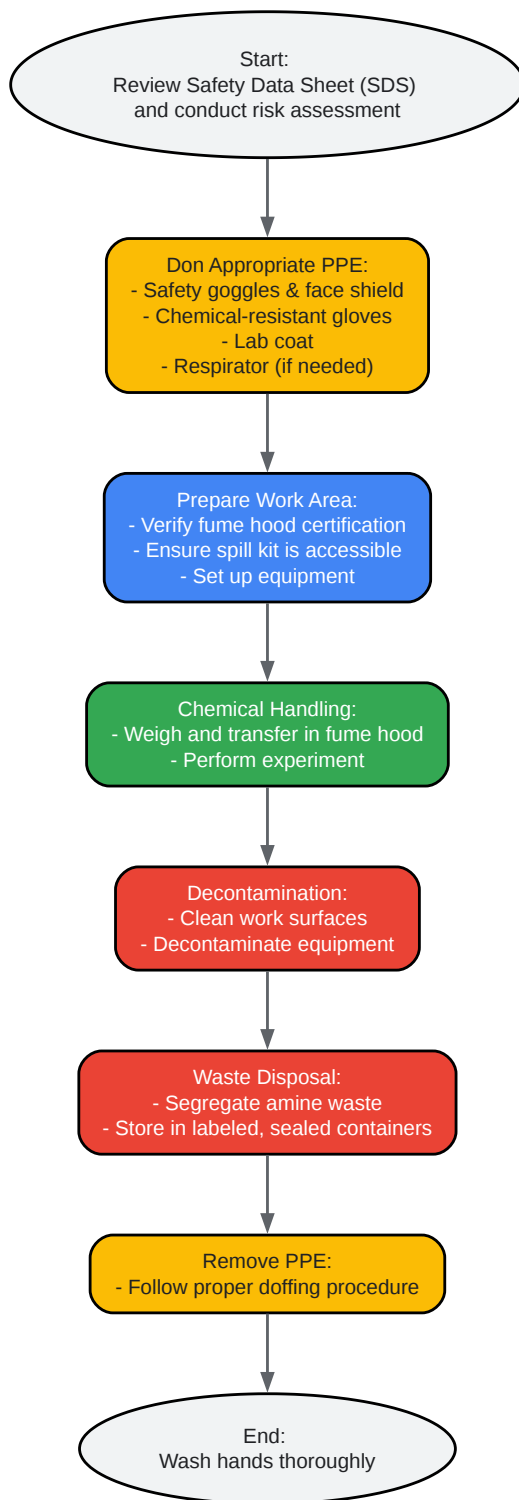 Start:
Review Safety Data Sheet (SDS)
and conduct risk assessment
Don Appropriate PPE:
- Safety goggles & face shield
- Chemical-resistant gloves
- Lab coat
- Respirator (if needed)
Prepare Work Area:
- Verify fume hood certification
- Ensure spill kit is accessible
- Set up equipment
Chemical Handling:
- Weigh and transfer in fume hood
- Perform experiment
Decontamination:
- Clean work surfaces
- Decontaminate equipment
Waste Disposal:
- Segregate amine waste
- Store in labeled, sealed containers
Remove PPE:
- Follow proper doffing procedure
End:
Wash hands thoroughly